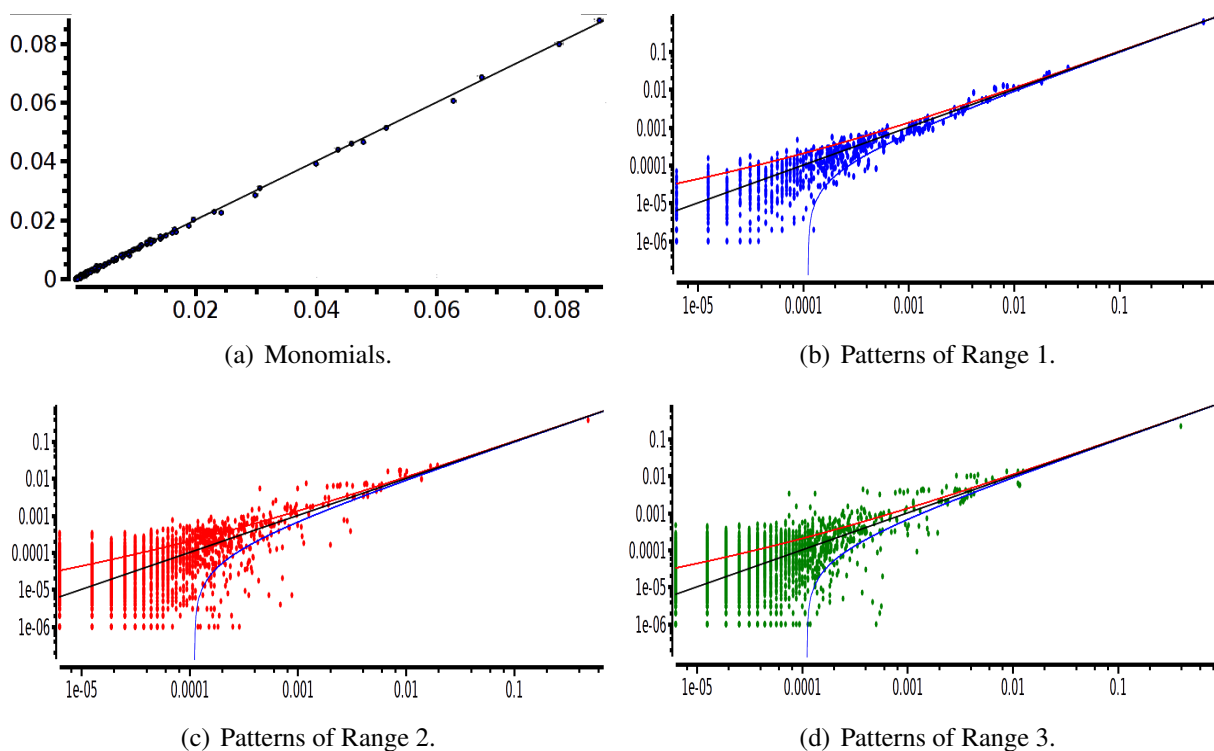 0.08
0.06
0.04
0.02
0
0.02 0.04 0.06 0.08
(a) Monomials.
0.1
0.01
0.001
0.0001
1e-05
1e-06
1e-05 0.0001 0.001 0.01 0.1
(b) Patterns of Range 1.
0.1
0.01
0.001
0.0001
1e-05
1e-06
1e-05 0.0001 0.001 0.01 0.1
(c) Patterns of Range 2.
0.1
0.01
0.001
0.0001
1e-05
1e-06
1e-05 0.0001 0.001 0.01 0.1
(d) Patterns of Range 3.